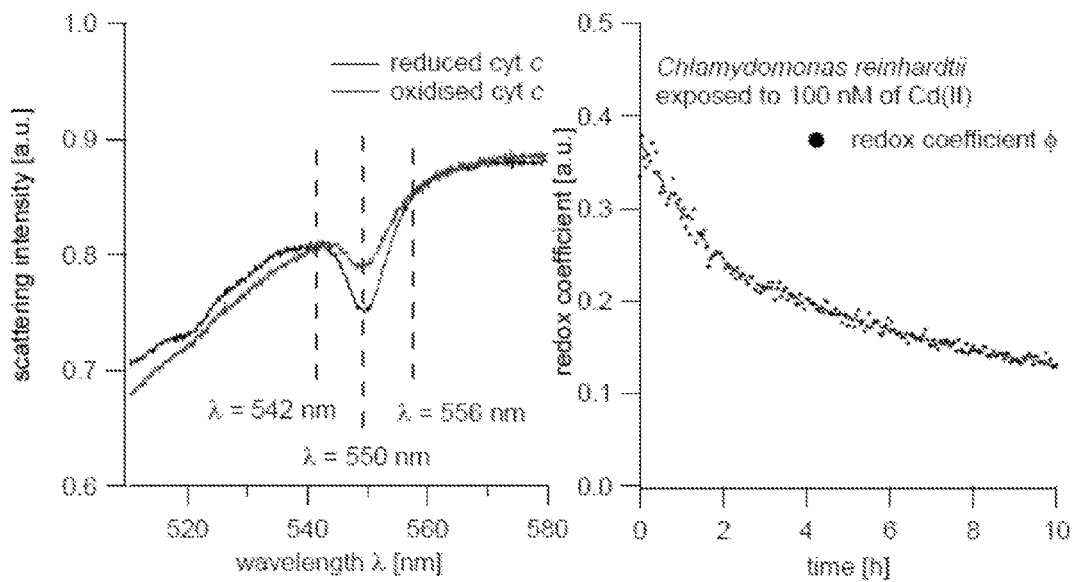 1.0
0.9
0.8
0.7
0.6
scattering intensity [a.u.]
reduced cyt c
oxidised cyt c
λ = 542 nm
λ = 556 nm
λ = 550 nm
520
540
560
580
wavelength λ [nm]
0.5
0.4
0.3
0.2
0.1
0.0
redox coefficient [a.u.]
Chlamydomonas reinhardtii
exposed to 100 nM of Cd(II)
redox coefficient ϕ
0
2
4
6
8
10
time [h]